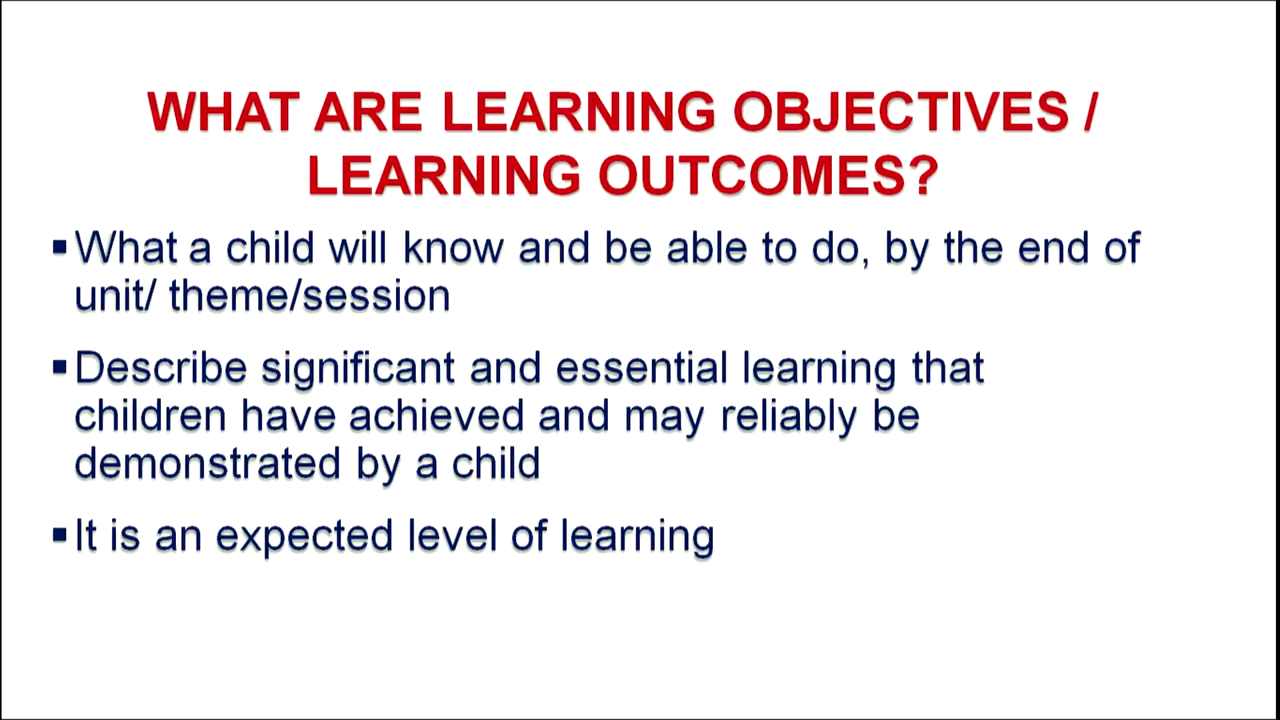 WHAT ARE LEARNING OBJECTIVES /
LEARNING OUTCOMES?
▪What a child will know and be able to do, by the end of
unit/ theme/session
▪Describe significant and essential learning that
children have achieved and may reliably be
demonstrated by a child
▪It is an expected level of learning